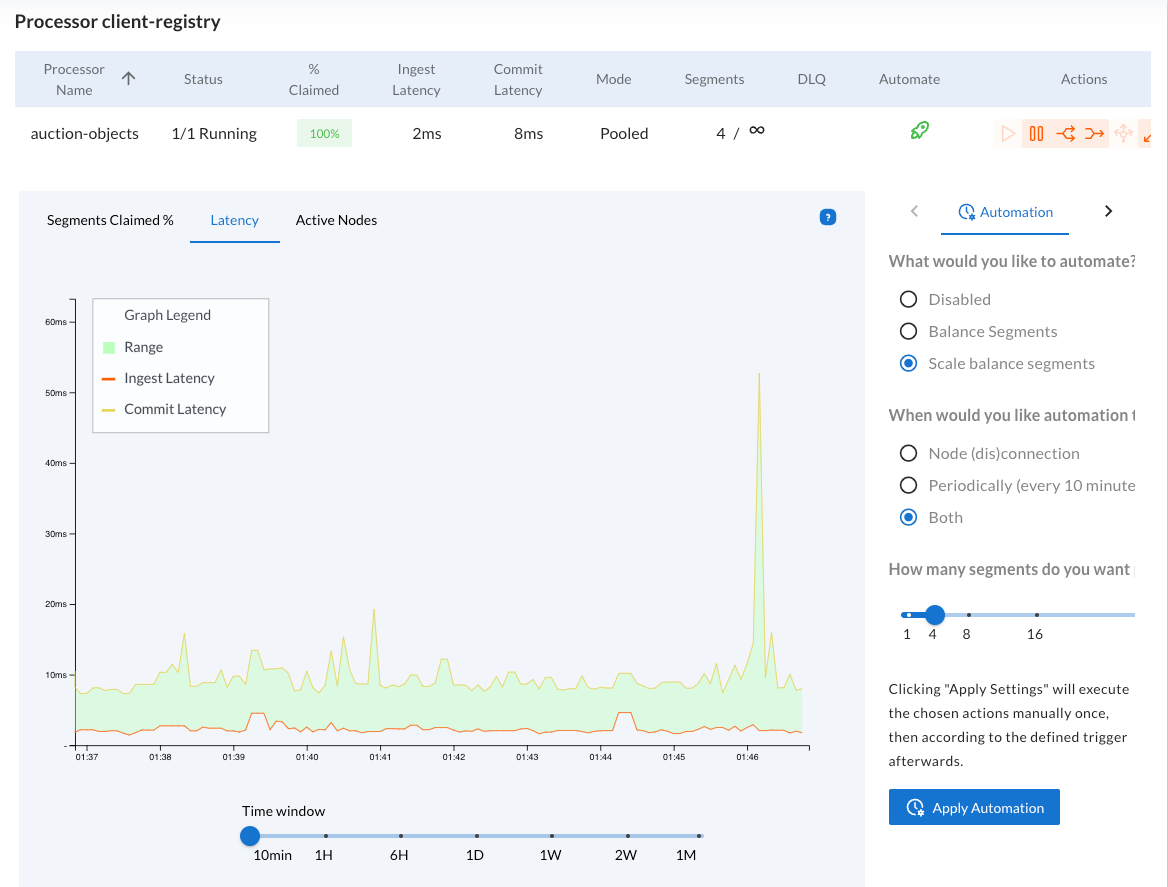 Processor client-registry
Processor Name
Status
% Claimed
Ingest Latency
Commit Latency
Mode
Segments
DLQ
Automate
Actions
auction-objects
1/1 Running
100%
2ms
8ms
Pooled
4 / ∞
Segments Claimed %
Latency
Active Nodes
?
Automation
What would you like to automate?
Disabled
Balance Segments
Scale balance segments
When would you like automation t
Node (dis)connection
Periodically (every 10 minute
Both
How many segments do you want
1 4 8 16
Clicking "Apply Settings" will execute
the chosen actions manually once,
then according to the defined trigger
afterwards.
Apply Automation
Graph Legend
Range
Ingest Latency
Commit Latency
60ms
50ms
40ms
30ms
20ms
10ms
-
01:37 01:38 01:39 01:40 01:41 01:42 01:43 01:44 01:45 01:46
Time window
10min 1H 6H 1D 1W 2W 1M